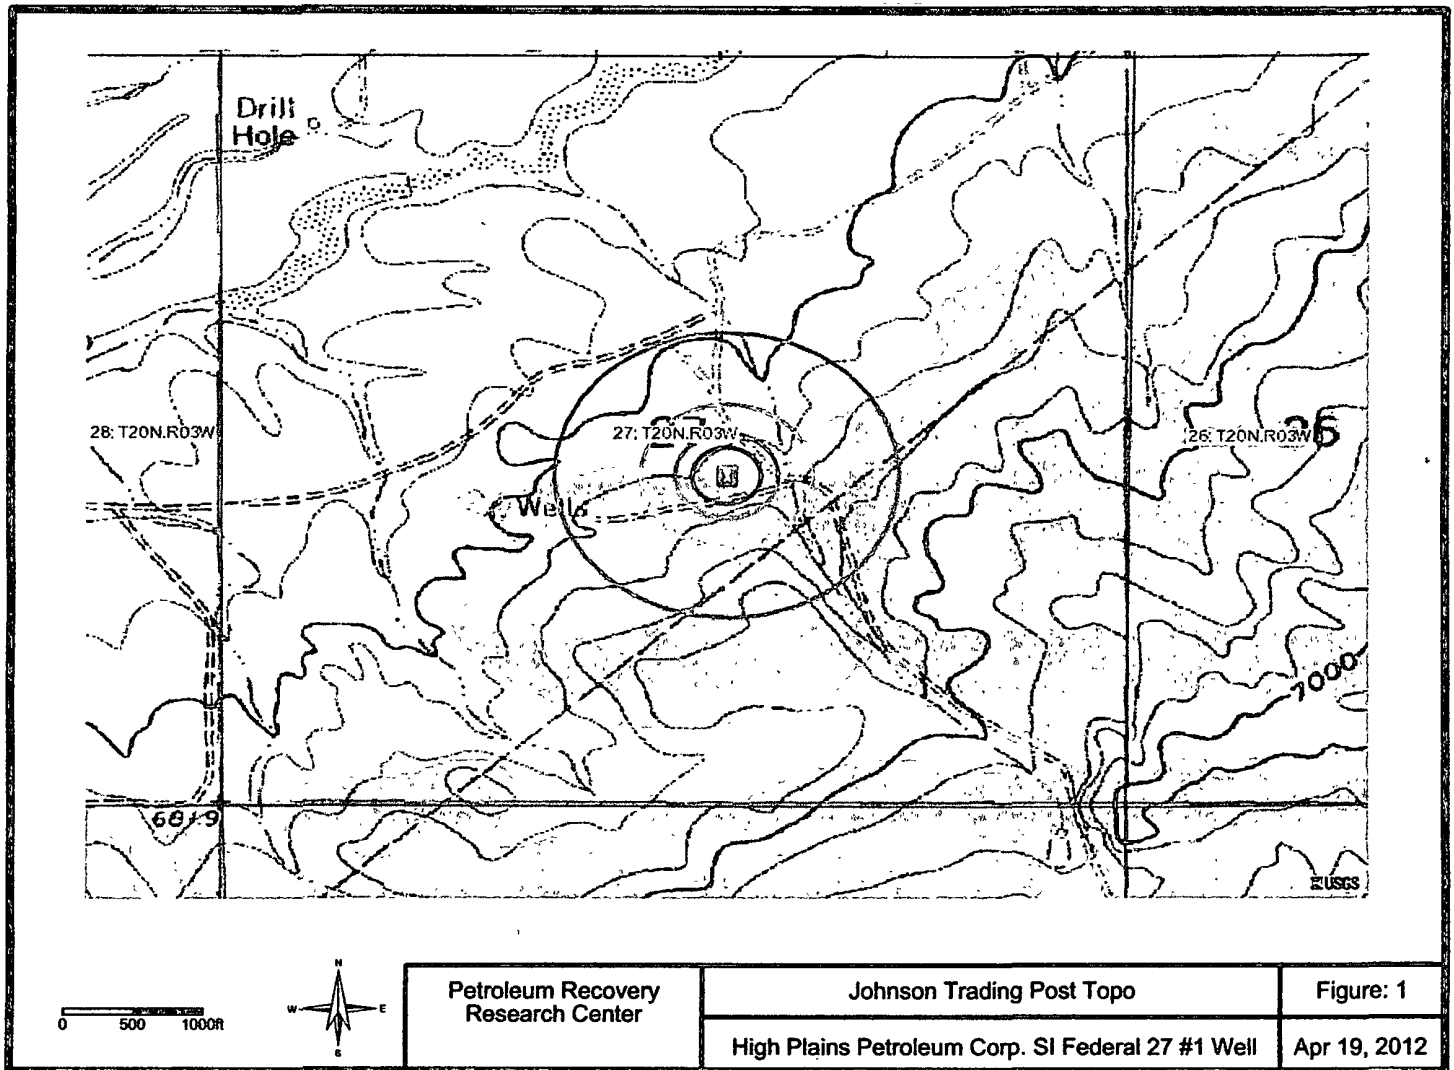 Drill
Hole
28; T20N.R03W
27; T20N.R03W
26; T20N.R03W
Wells
7000
6819
USGS
N
W
E
S
0 500 1000ft
Petroleum Recovery
Research Center
Johnson Trading Post Topo
Figure: 1
High Plains Petroleum Corp. SI Federal 27 #1 Well
Apr 19, 2012